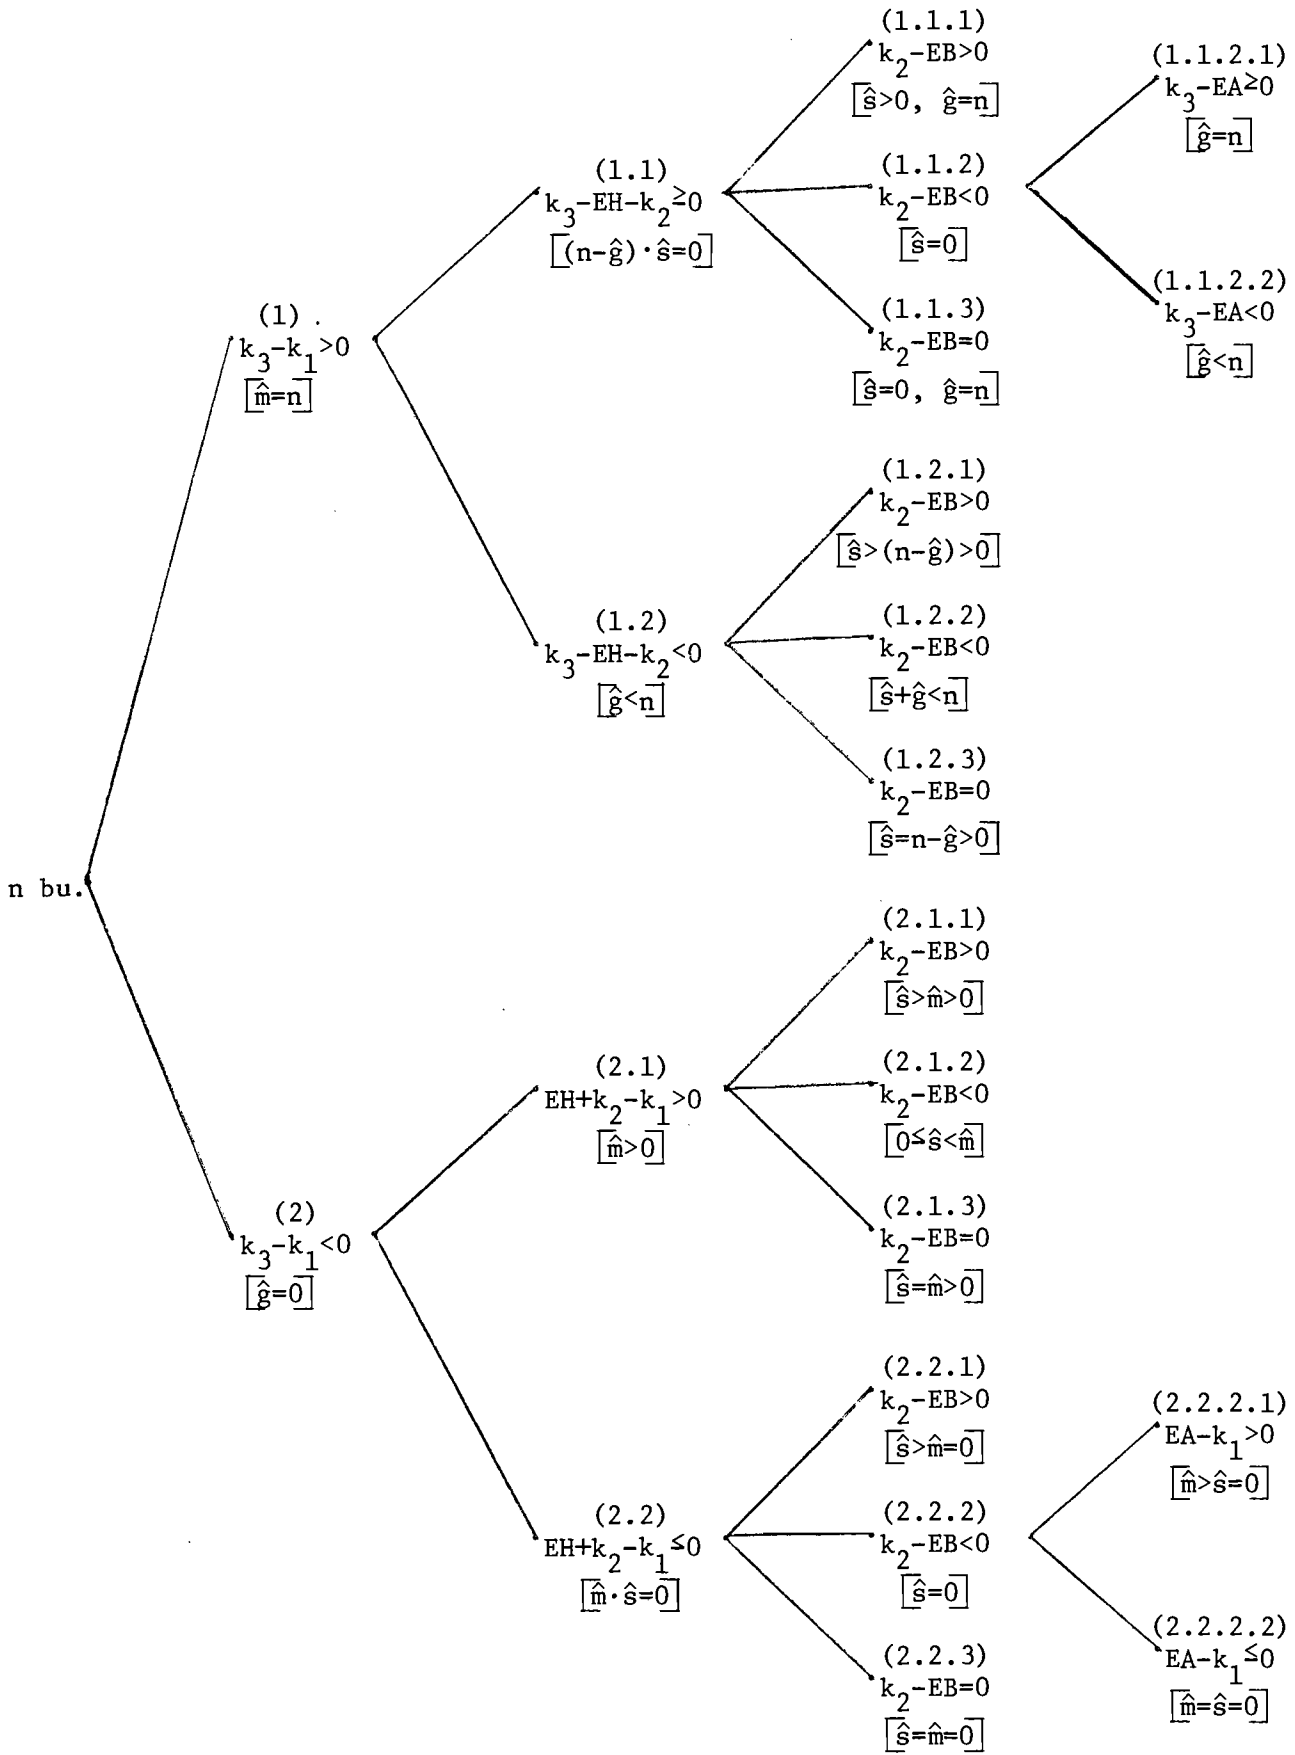 n bu.
(1)
k₃-k₁>0
[m̂=n]
(1.1)
k₃-EH-k₂≥0
[(n-ĝ)·ŝ=0]
(1.1.1)
k₂-EB>0
[ŝ>0, ĝ=n]
(1.1.2)
k₂-EB<0
[ŝ=0]
(1.1.2.1)
k₃-EA≥0
[ĝ=n]
(1.1.2.2)
k₃-EA<0
[ĝ<n]
(1.1.3)
k₂-EB=0
[ŝ=0, ĝ=n]
(1.2)
k₃-EH-k₂<0
[ĝ<n]
(1.2.1)
k₂-EB>0
[ŝ>(n-ĝ)>0]
(1.2.2)
k₂-EB<0
[ŝ+ĝ<n]
(1.2.3)
k₂-EB=0
[ŝ=n-ĝ>0]
(2)
k₃-k₁<0
[ĝ=0]
(2.1)
EH+k₂-k₁>0
[m̂>0]
(2.1.1)
k₂-EB>0
[ŝ>m̂>0]
(2.1.2)
k₂-EB<0
[0≤ŝ<m̂]
(2.1.3)
k₂-EB=0
[ŝ=m̂>0]
(2.2)
EH+k₂-k₁≤0
[m̂·ŝ=0]
(2.2.1)
k₂-EB>0
[ŝ>m̂=0]
(2.2.2)
k₂-EB<0
[ŝ=0]
(2.2.2.1)
EA-k₁>0
[m̂>ŝ=0]
(2.2.2.2)
EA-k₁≤0
[m̂=ŝ=0]
(2.2.3)
k₂-EB=0
[ŝ=m̂=0]